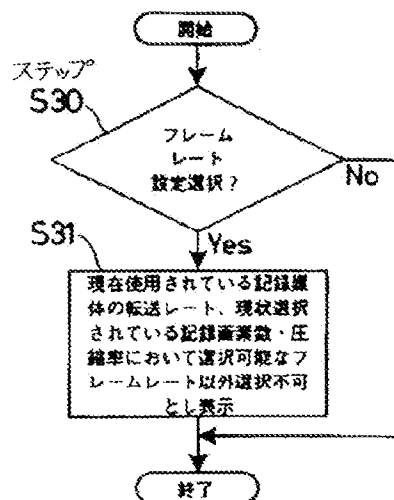 開始
ステップ
S30
フレーム
レート
設定選択？
No
S31
Yes
現在使用されている記録媒
体の転送レート、現状選択
されている記録画素数・圧
縮率において選択可能なフ
レームレート以外選択不可
とし表示
終了